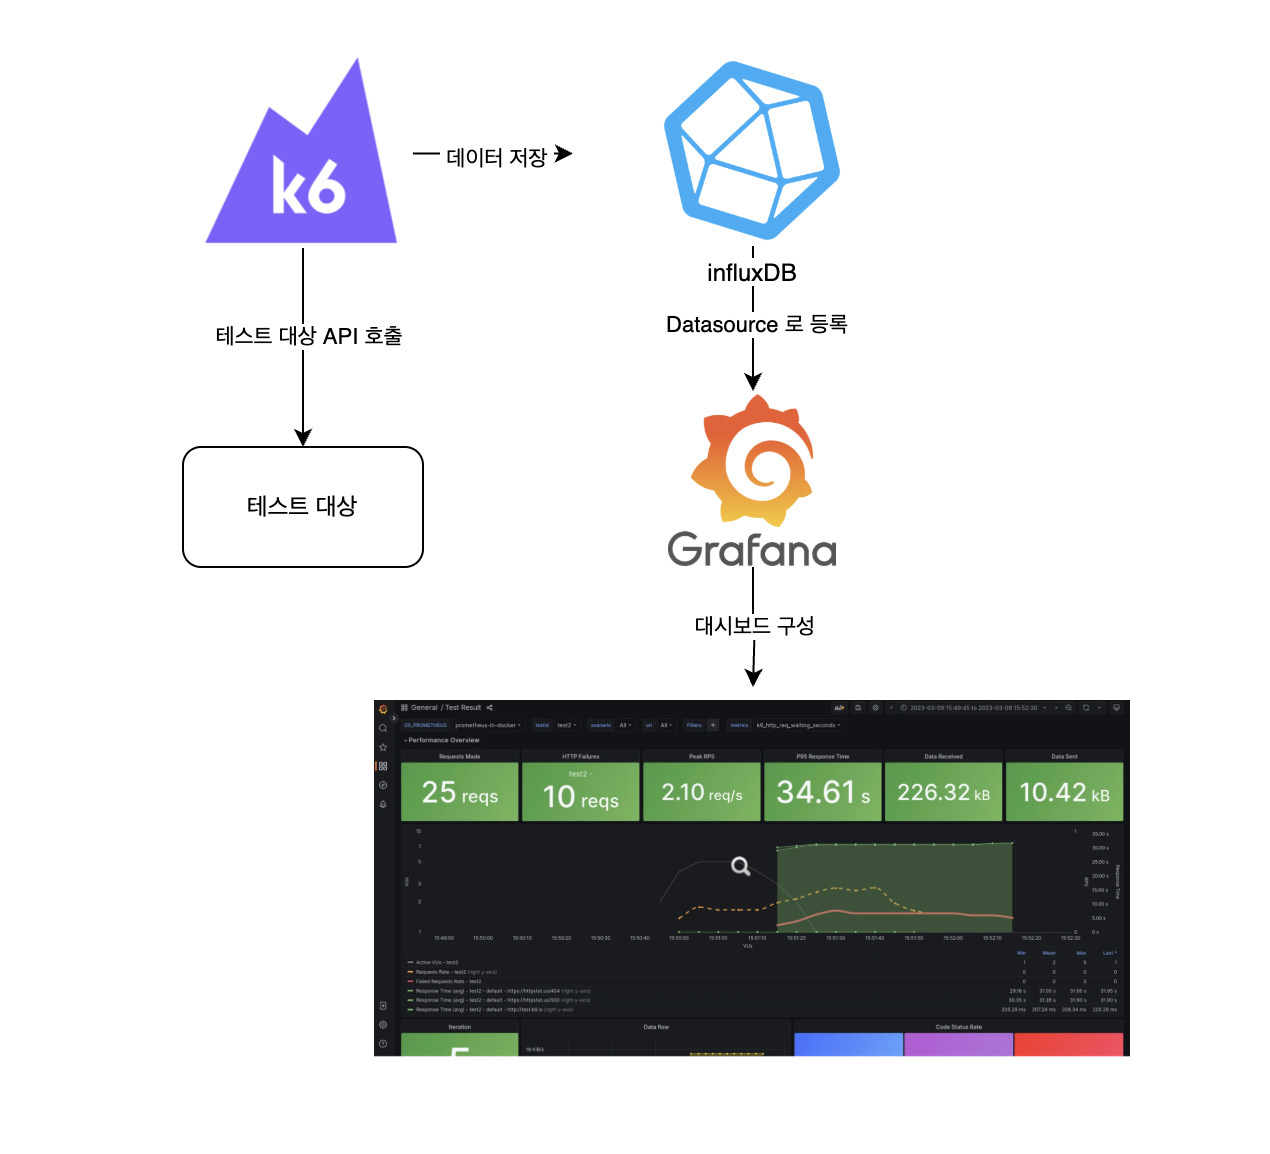 k6
데이터 저장
influxDB
테스트 대상 API 호출
Datasource 로 등록
테스트 대상
Grafana
대시보드 구성
General / Test Result
2023-03-09 15:49:45 to 2023-03-09 15:52:30
DS_PROMETHEUS prometheus-in-docker testid test2 scenario All url All Filters + metrics k6_http_req_waiting_seconds
Performance Overview
Requests Made HTTP Failures Peak RPS P95 Response Time Data Received Data Sent
test2 -
25 reqs 10 reqs 2.10 req/s 34.61 s 226.32 kB 10.42 kB
10
7
5
3
2
1
VUs
1
0
RPS
35.00 s
30.00 s
25.00 s
20.00 s
15.00 s
10.00 s
5.00 s
0 s
Response Time
15:49:50 15:50:00 15:50:10 15:50:20 15:50:30 15:50:40 15:50:50 15:51:00 15:51:10 15:51:20 15:51:30 15:51:40 15:51:50 15:52:00 15:52:10 15:52:20 15:52:30
VUs
Min Mean Max Last *
Active VUs - test2 1 3 5 1
Requests Rate - test2 (right y-axis) 0 0 0 0
Failed Requests Rate - test2 0 0 0 0
Response Time (avg) - test2 - default - https://httpstat.us/404 (right y-axis) 29.18 s 31.05 s 31.95 s 31.95 s
Response Time (avg) - test2 - default - https://httpstat.us/500 (right y-axis) 30.35 s 31.38 s 31.90 s 31.90 s
Response Time (avg) - test2 - default - http://test.k6.io (right y-axis) 205.29 ms 207.24 ms 208.34 ms 205.29 ms
Iteration Data flow Code Status Rate
18 KiB/s